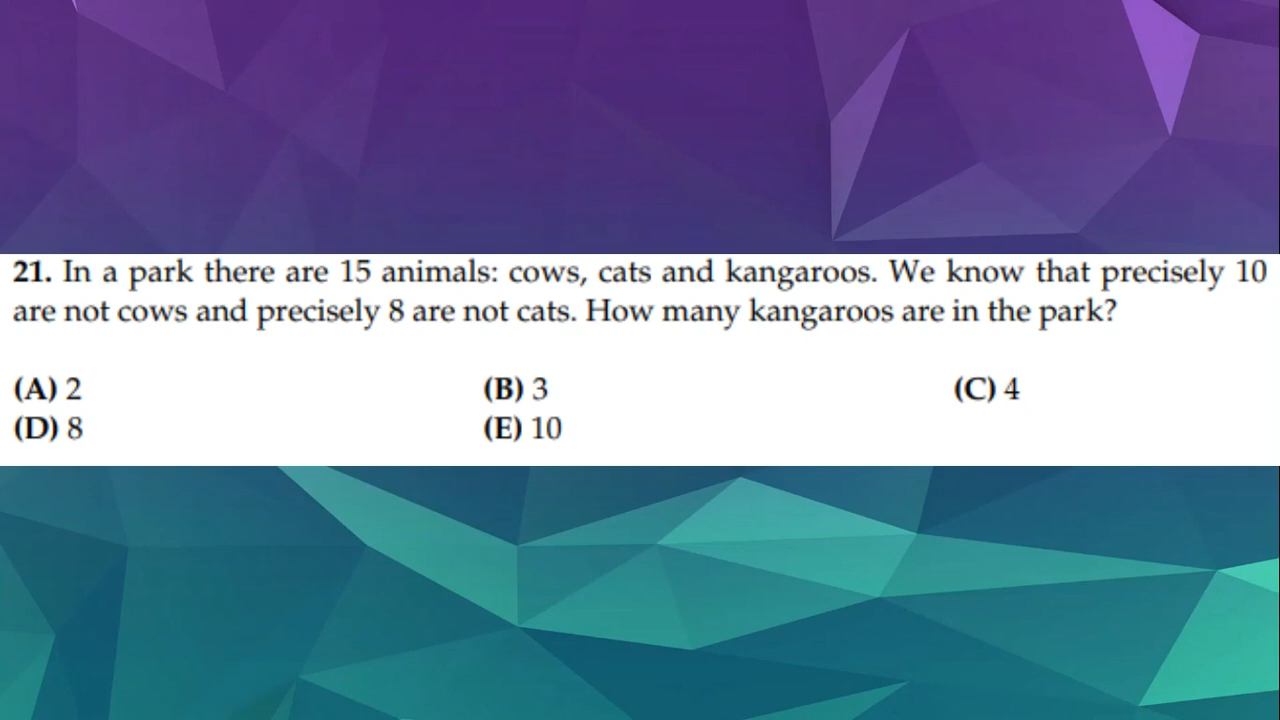 21. In a park there are 15 animals: cows, cats and kangaroos. We know that precisely 10
are not cows and precisely 8 are not cats. How many kangaroos are in the park?
(A) 2 (B) 3 (C) 4
(D) 8 (E) 10